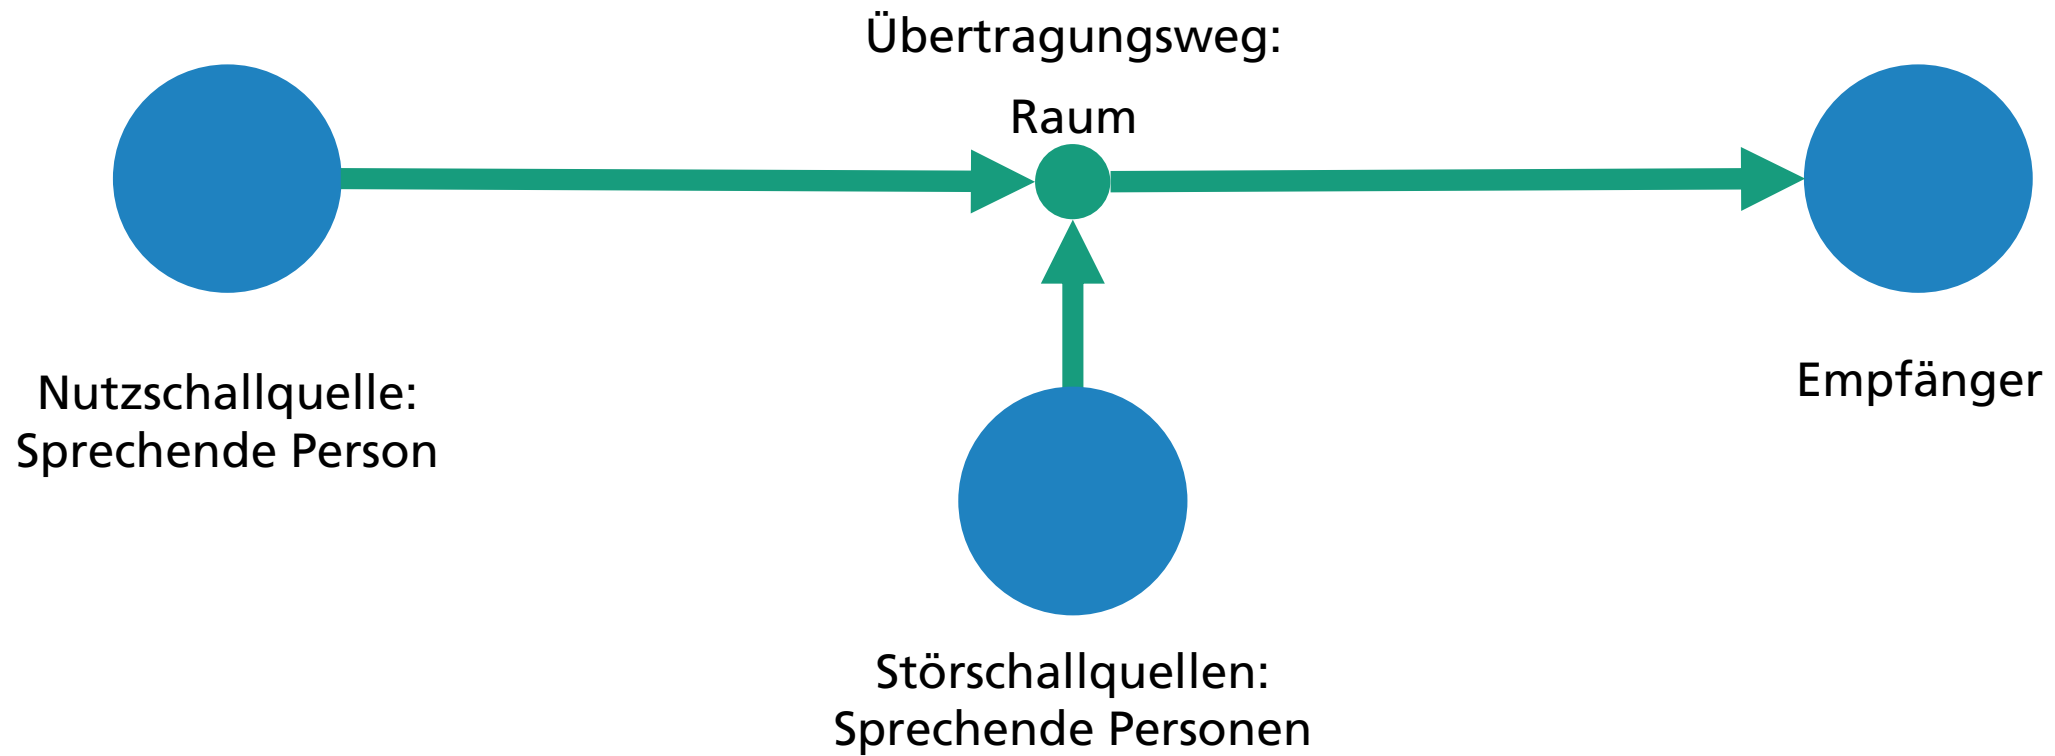 Übertragungsweg:
Raum
Nutzschallquelle:
Sprechende Person
Empfänger
Störschallquellen:
Sprechende Personen